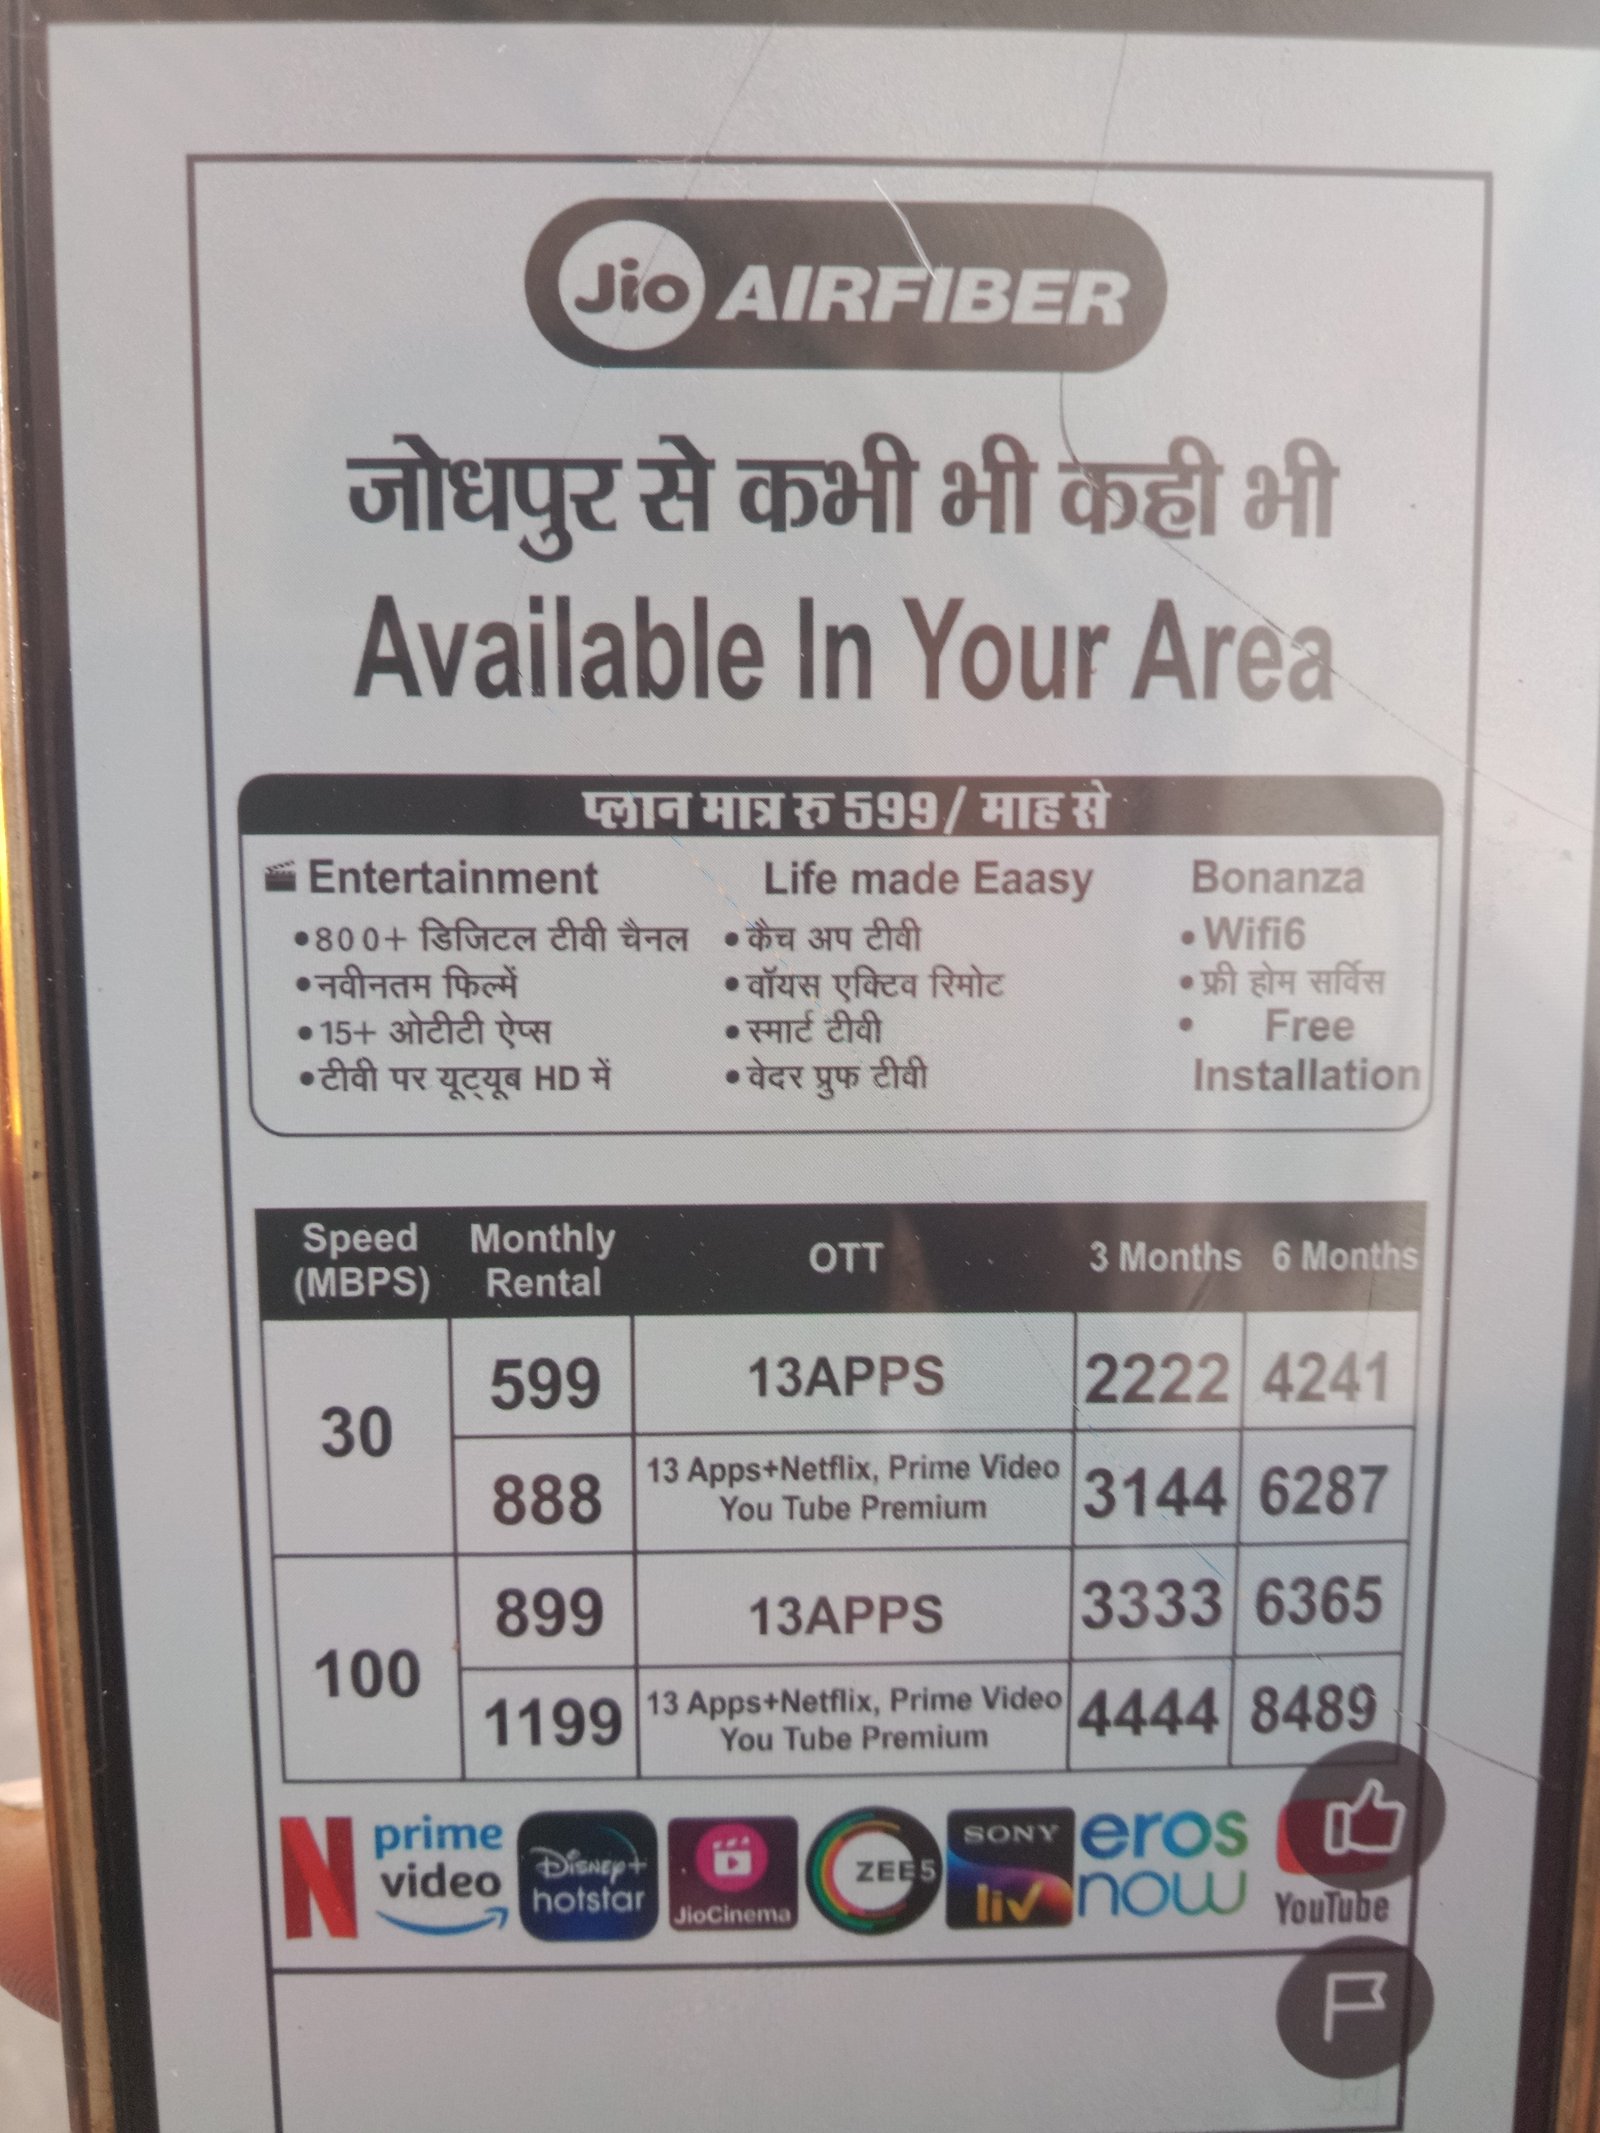 Jio AIRFIBER
जोधपुर से कभी भी कही भी
Available In Your Area
प्लान मात्र रु 599/ माह से
Entertainment
•800+ डिजिटल टीवी चैनल
•नवीनतम फिल्में
•15+ ओटीटी ऐप्स
•टीवी पर यूट्यूब HD में
Life made Eaasy
•कैच अप टीवी
•वॉयस एक्टिव रिमोट
•स्मार्ट टीवी
•वेदर प्रुफ टीवी
Bonanza
•Wifi6
•फ्री होम सर्विस
• Free
Installation
Speed (MBPS) Monthly Rental OTT 3 Months 6 Months
30 599 13APPS 2222 4241
888 13 Apps+Netflix, Prime Video You Tube Premium 3144 6287
100 899 13APPS 3333 6365
1199 13 Apps+Netflix, Prime Video You Tube Premium 4444 8489
N prime video Disney+ hotstar JioCinema ZEE5 SONY liv eros now YouTube